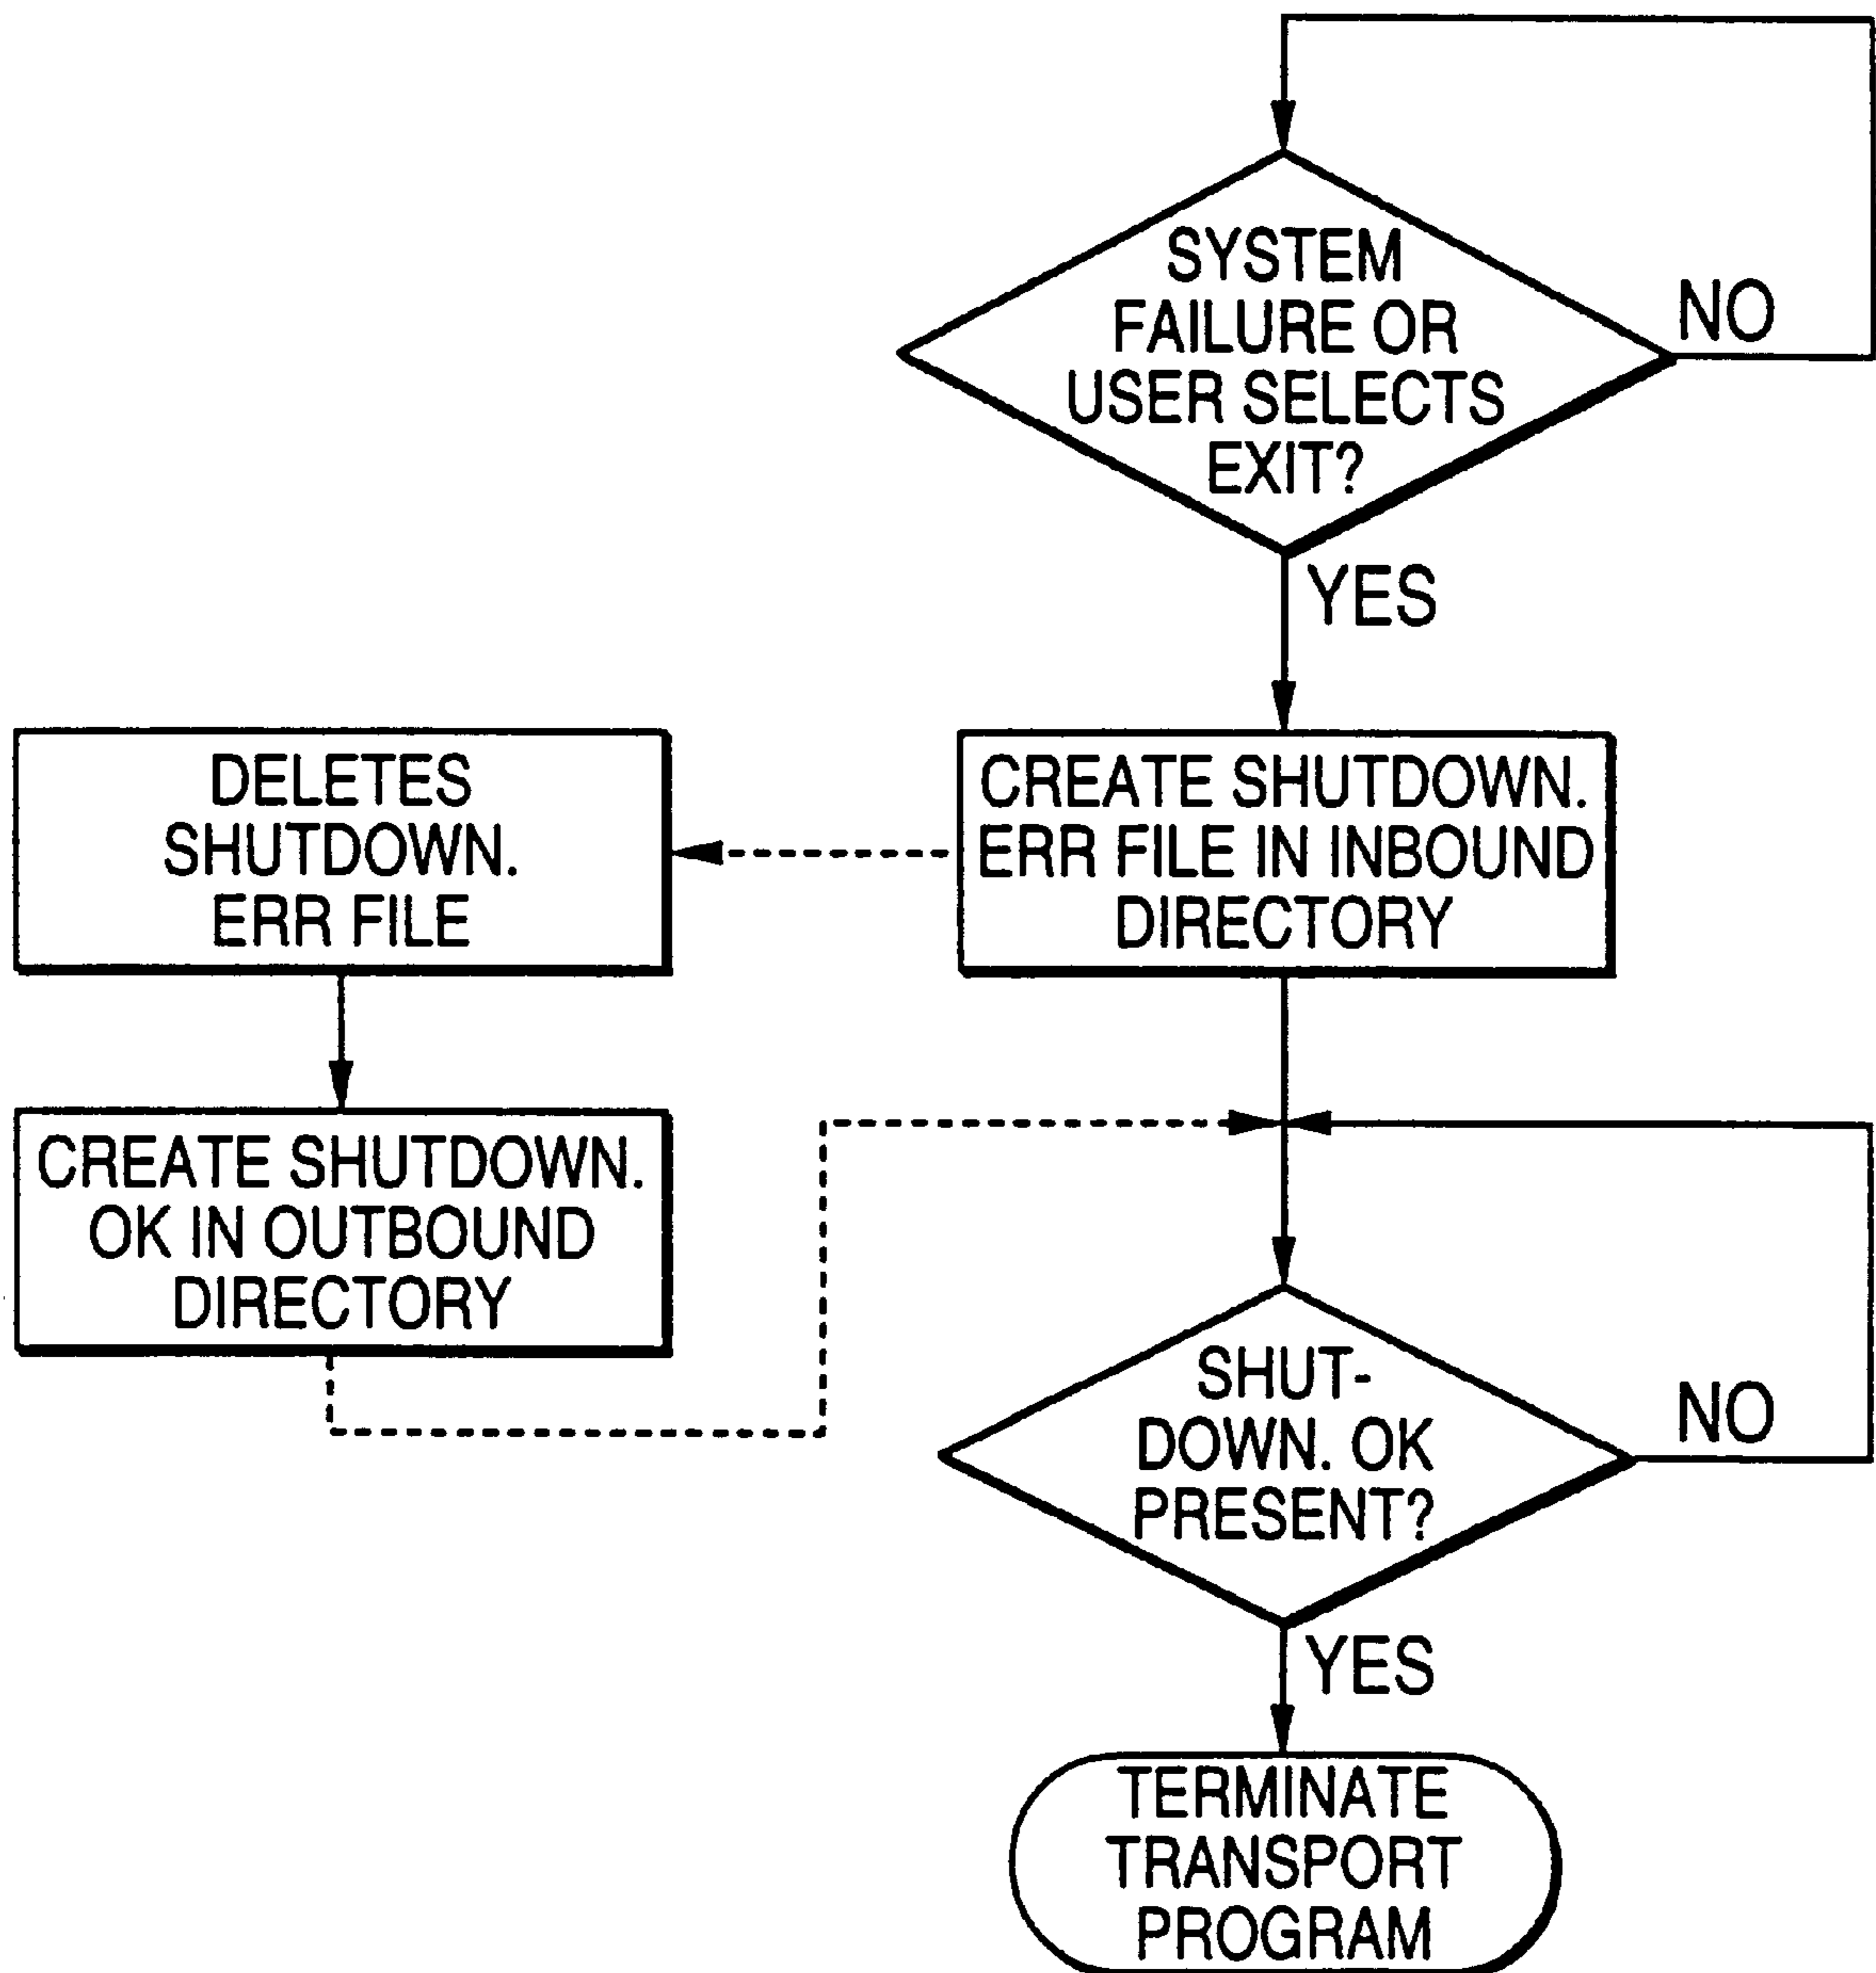 SYSTEM
FAILURE OR
USER SELECTS
EXIT?
NO
YES
CREATE SHUTDOWN.
ERR FILE IN INBOUND
DIRECTORY
DELETES
SHUTDOWN.
ERR FILE
CREATE SHUTDOWN.
OK IN OUTBOUND
DIRECTORY
SHUT-
DOWN. OK
PRESENT?
NO
YES
TERMINATE
TRANSPORT
PROGRAM